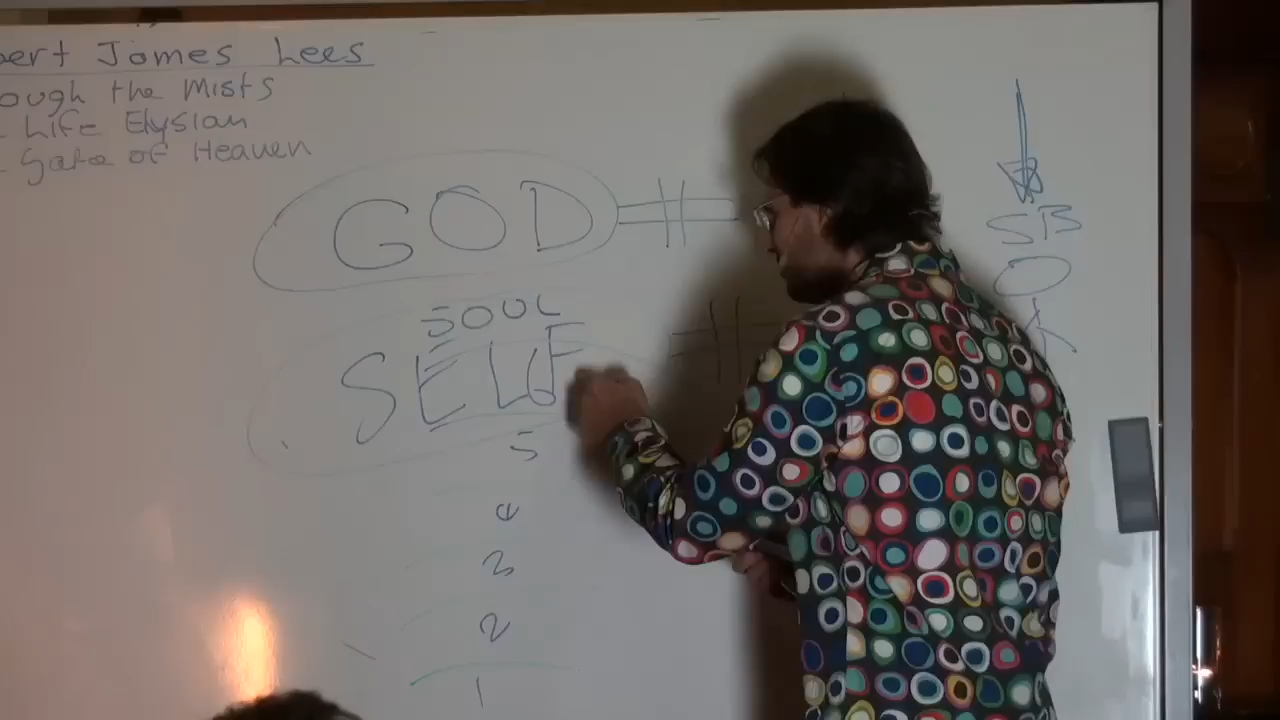 bert James Lees
ough the Mists
Life Elysian
Gate of Heaven
GOD
SOUL
SELF
5
4
3
2
1
SB